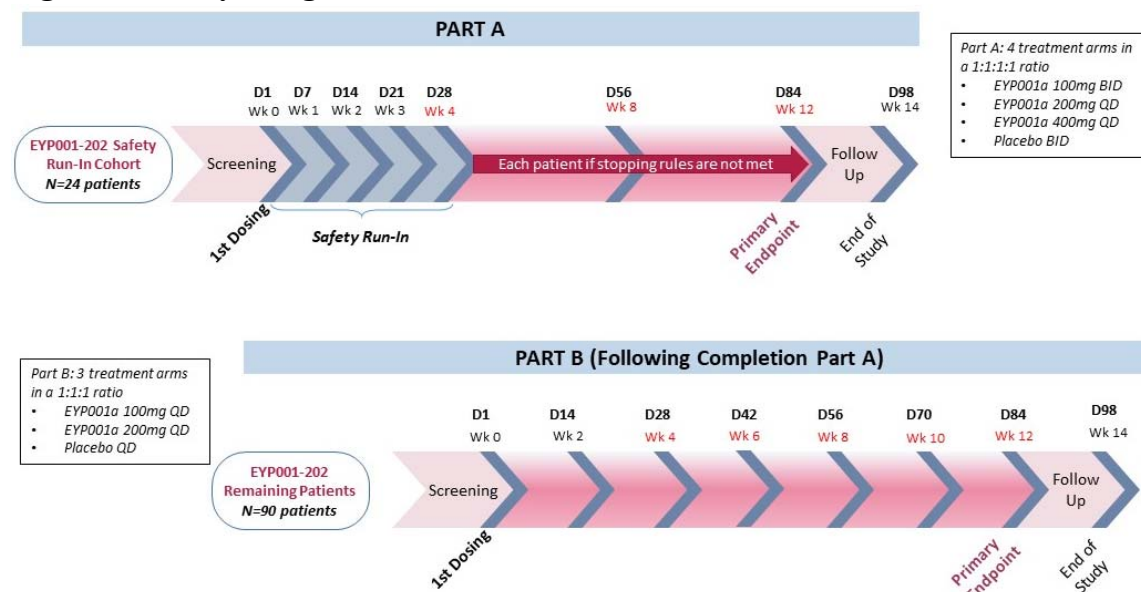 PART A
Part A: 4 treatment arms in
a 1:1:1:1 ratio
• EYP001a 100mg BID
• EYP001a 200mg QD
• EYP001a 400mg QD
• Placebo BID
D1 D7 D14 D21 D28 D56 D84 D98
Wk 0 Wk 1 Wk 2 Wk 3 Wk 4 Wk 8 Wk 12 Wk 14
EYP001-202 Safety
Run-In Cohort
N=24 patients
Screening
Each patient if stopping rules are not met
Follow
Up
1st Dosing
Safety Run-In
Primary
Endpoint
End of
Study
PART B (Following Completion Part A)
Part B: 3 treatment arms
in a 1:1:1 ratio
• EYP001a 100mg QD
• EYP001a 200mg QD
• Placebo QD
D1 D14 D28 D42 D56 D70 D84 D98
Wk 0 Wk 2 Wk 4 Wk 6 Wk 8 Wk 10 Wk 12 Wk 14
EYP001-202
Remaining Patients
N=90 patients
Screening
Follow
Up
1st Dosing
Primary
Endpoint
End of
Study